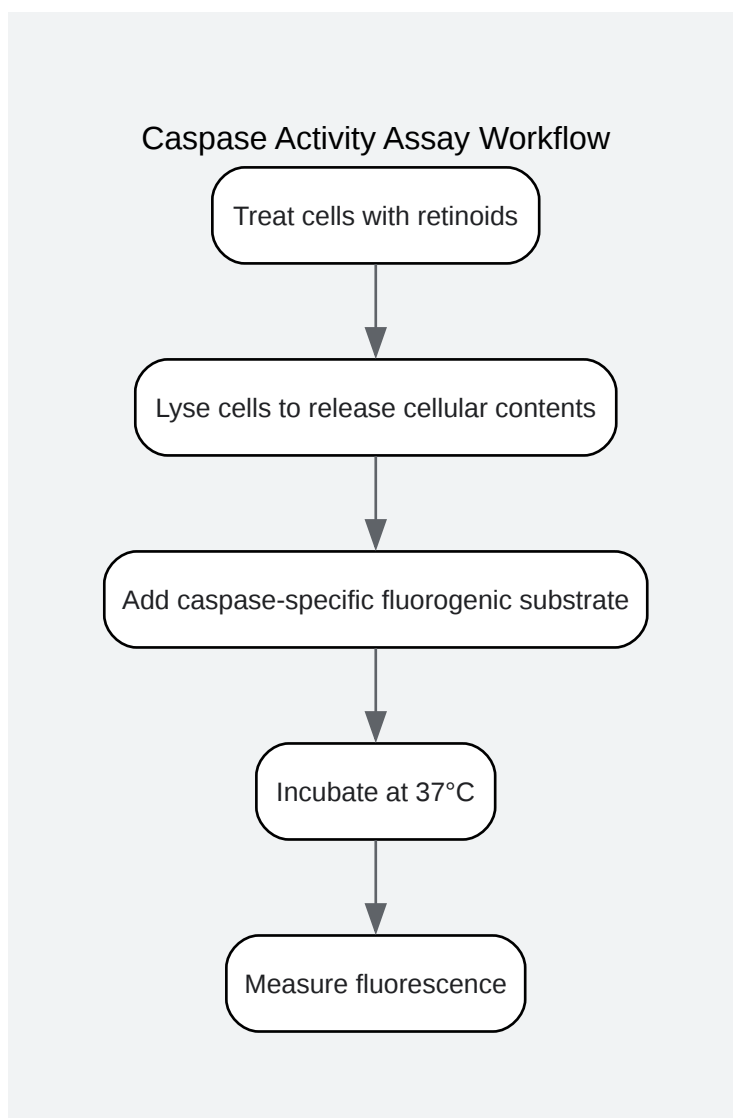 Caspase Activity Assay Workflow
Treat cells with retinoids
Lyse cells to release cellular contents
Add caspase-specific fluorogenic substrate
Incubate at 37°C
Measure fluorescence